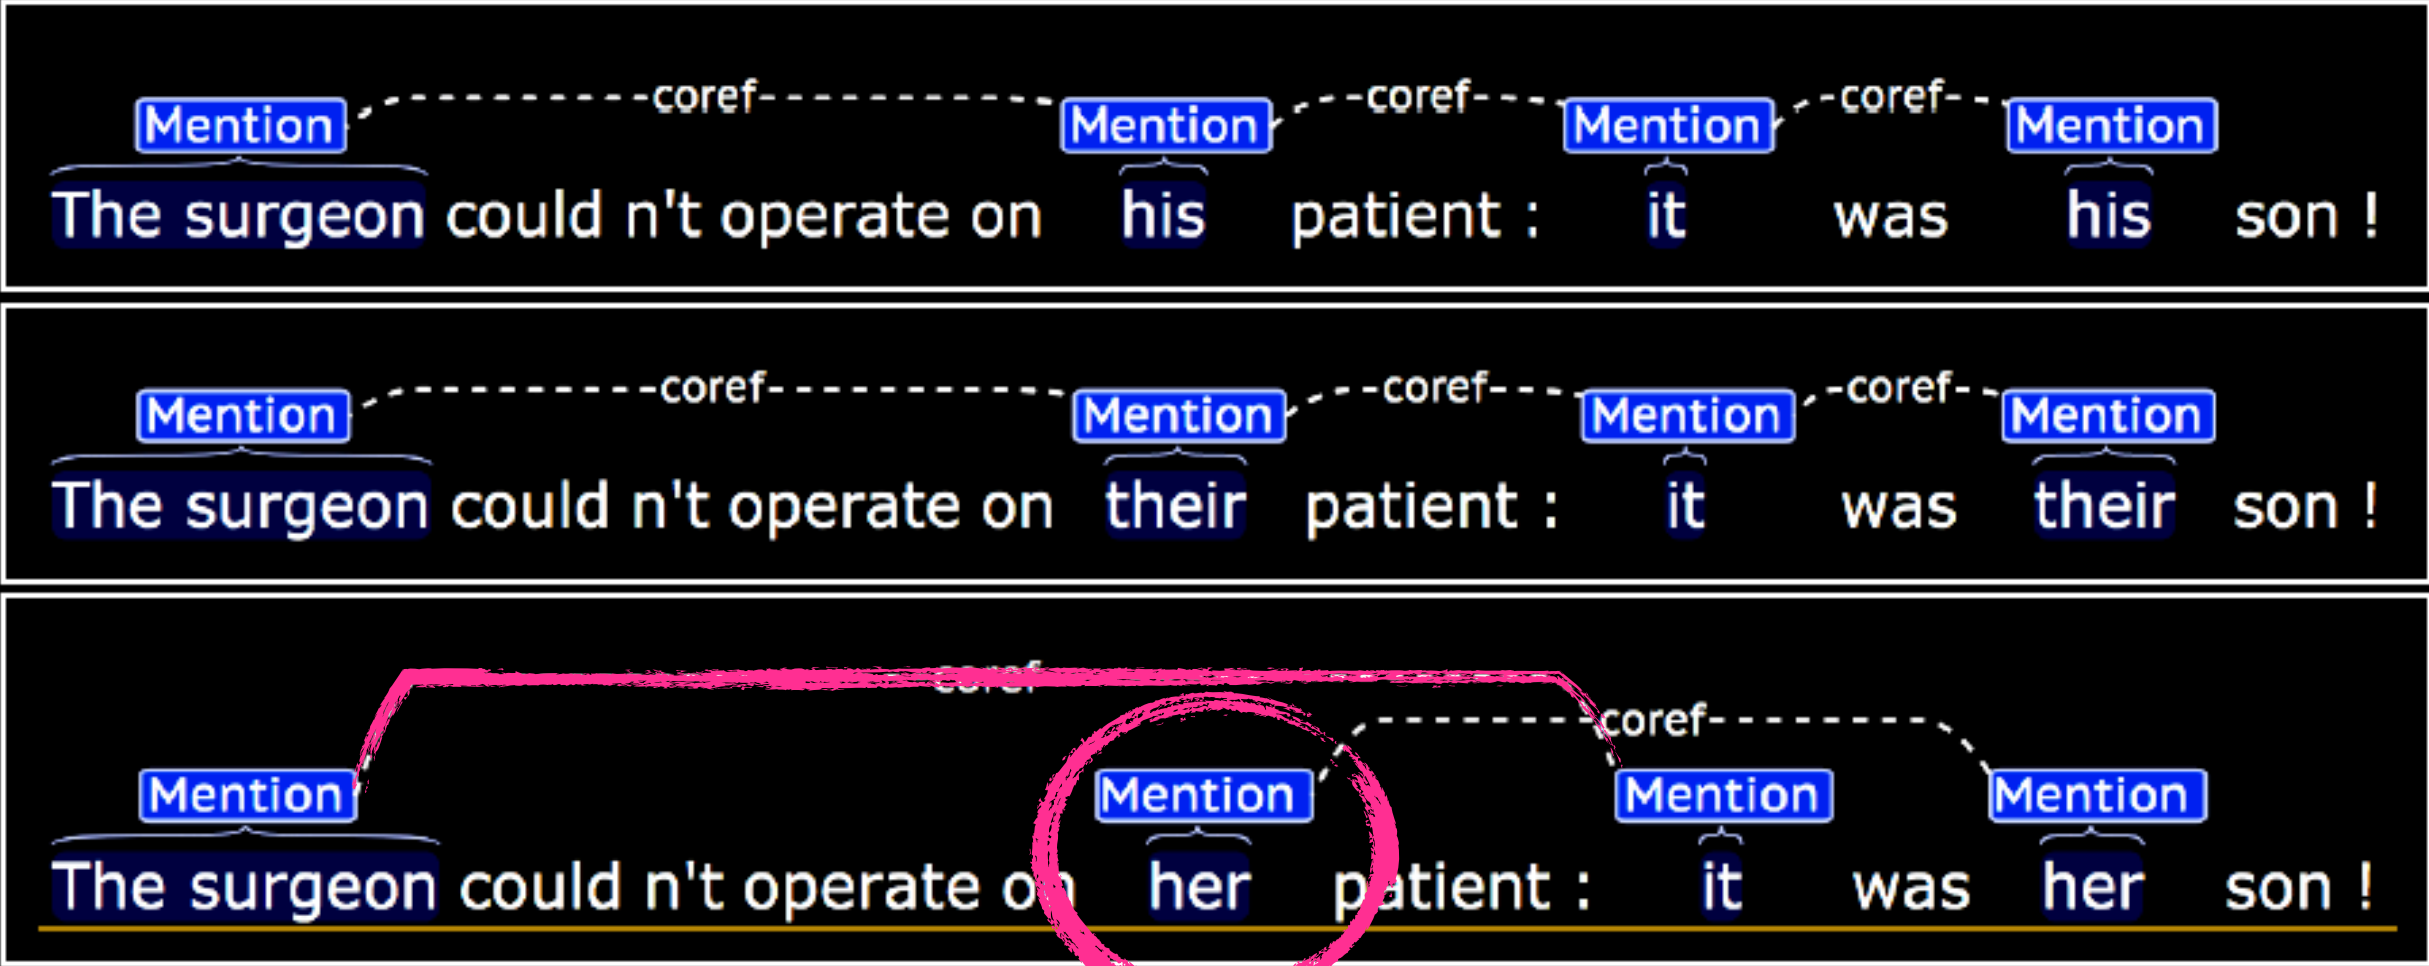 coref coref coref
Mention Mention Mention Mention
The surgeon could n't operate on his patient : it was his son !
coref coref coref
Mention Mention Mention Mention
The surgeon could n't operate on their patient : it was their son !
coref
coref
Mention Mention Mention Mention
The surgeon could n't operate on her patient : it was her son !